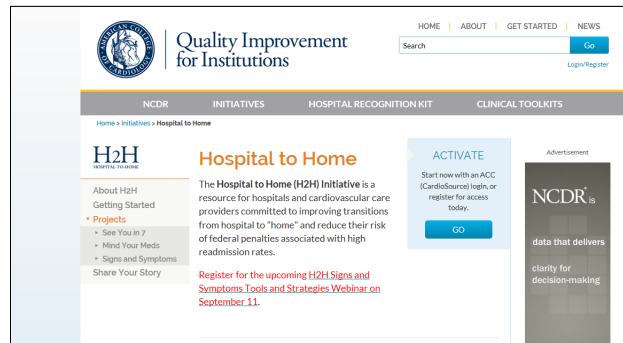 HOME | ABOUT | GET STARTED | NEWS
AMERICAN COLLEGE OF CARDIOLOGY
Quality Improvement
for Institutions
Search
Go
Login/Register
NCDR
INITIATIVES
HOSPITAL RECOGNITION KIT
CLINICAL TOOLKITS
Home > Initiatives > Hospital to Home
H2H
HOSPITAL-TO-HOME
About H2H
Getting Started
Projects
See You in 7
Mind Your Meds
Signs and Symptoms
Share Your Story
Hospital to Home
The Hospital to Home (H2H) Initiative is a
resource for hospitals and cardiovascular care
providers committed to improving transitions
from hospital to "home" and reduce their risk
of federal penalties associated with high
readmission rates.
Register for the upcoming H2H Signs and
Symptoms Tools and Strategies Webinar on
September 11.
ACTIVATE
Start now with an ACC
(CardioSource) login, or
register for access
today.
GO
Advertisement
NCDR® is
data that delivers
clarity for
decision-making